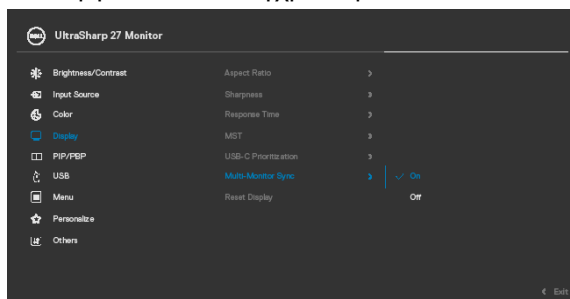 DELL UltraSharp 27 Monitor
Brightness/Contrast
Input Source
Color
Display
PIP/PBP
USB
Menu
Personalize
Others
Aspect Ratio
Sharpness
Response Time
MST
USB-C Prioritization
Multi-Monitor Sync
Reset Display
On
Off
Exit